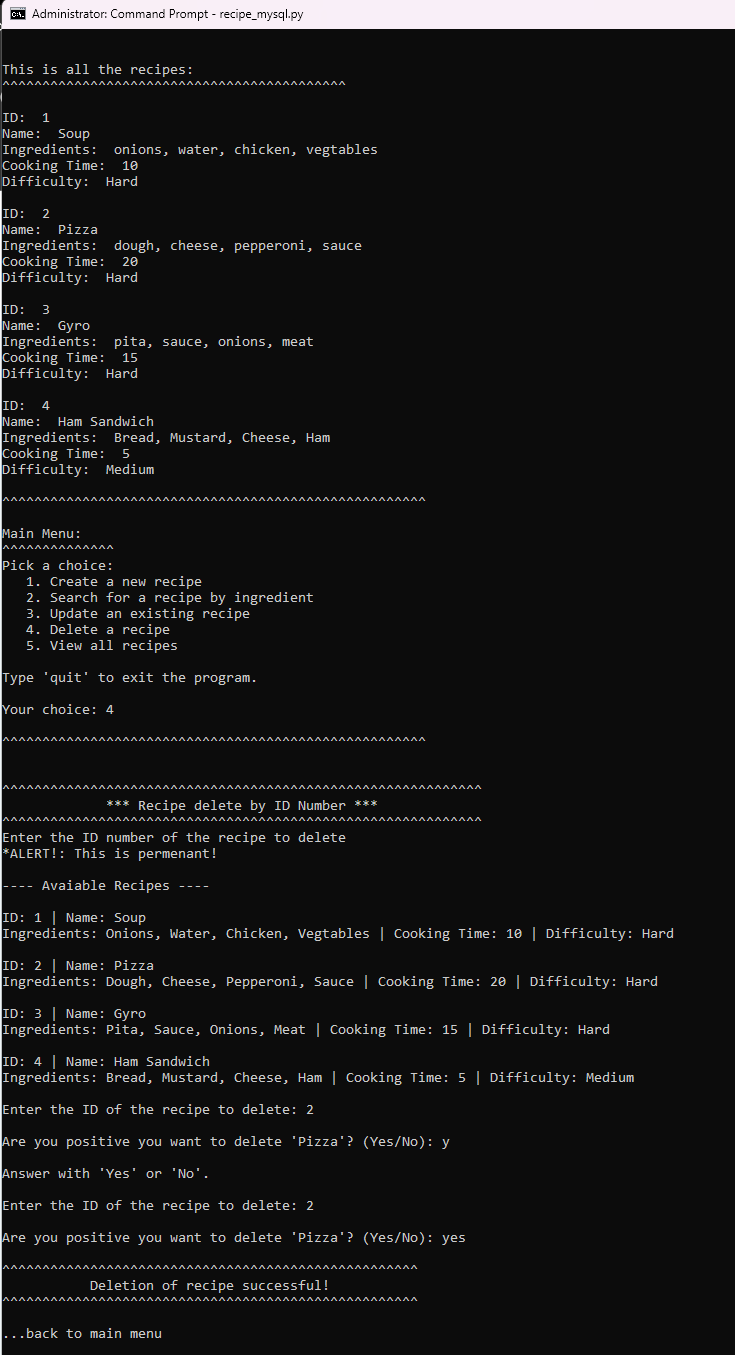 Administrator: Command Prompt - recipe_mysql.py
This is all the recipes:
^^^^^^^^^^^^^^^^^^^^^^^^^^^^^^^^^^^^^^^^^^^
ID:  1
Name:  Soup
Ingredients:  onions, water, chicken, vegtables
Cooking Time:  10
Difficulty:  Hard
ID:  2
Name:  Pizza
Ingredients:  dough, cheese, pepperoni, sauce
Cooking Time:  20
Difficulty:  Hard
ID:  3
Name:  Gyro
Ingredients:  pita, sauce, onions, meat
Cooking Time:  15
Difficulty:  Hard
ID:  4
Name:  Ham Sandwich
Ingredients:  Bread, Mustard, Cheese, Ham
Cooking Time:  5
Difficulty:  Medium
^^^^^^^^^^^^^^^^^^^^^^^^^^^^^^^^^^^^^^^^^^^^^^^^^^^^^
Main Menu:
^^^^^^^^^^^^^^
Pick a choice:
   1. Create a new recipe
   2. Search for a recipe by ingredient
   3. Update an existing recipe
   4. Delete a recipe
   5. View all recipes
Type 'quit' to exit the program.
Your choice: 4
^^^^^^^^^^^^^^^^^^^^^^^^^^^^^^^^^^^^^^^^^^^^^^^^^^^^^
^^^^^^^^^^^^^^^^^^^^^^^^^^^^^^^^^^^^^^^^^^^^^^^^^^^^^^^^^^^^
             *** Recipe delete by ID Number ***
^^^^^^^^^^^^^^^^^^^^^^^^^^^^^^^^^^^^^^^^^^^^^^^^^^^^^^^^^^^^
Enter the ID number of the recipe to delete
*ALERT!: This is permenant!
---- Avaiable Recipes ----
ID: 1 | Name: Soup
Ingredients: Onions, Water, Chicken, Vegtables | Cooking Time: 10 | Difficulty: Hard
ID: 2 | Name: Pizza
Ingredients: Dough, Cheese, Pepperoni, Sauce | Cooking Time: 20 | Difficulty: Hard
ID: 3 | Name: Gyro
Ingredients: Pita, Sauce, Onions, Meat | Cooking Time: 15 | Difficulty: Hard
ID: 4 | Name: Ham Sandwich
Ingredients: Bread, Mustard, Cheese, Ham | Cooking Time: 5 | Difficulty: Medium
Enter the ID of the recipe to delete: 2
Are you positive you want to delete 'Pizza'? (Yes/No): y
Answer with 'Yes' or 'No'.
Enter the ID of the recipe to delete: 2
Are you positive you want to delete 'Pizza'? (Yes/No): yes
^^^^^^^^^^^^^^^^^^^^^^^^^^^^^^^^^^^^^^^^^^^^^^^^^^^^
           Deletion of recipe successful!
^^^^^^^^^^^^^^^^^^^^^^^^^^^^^^^^^^^^^^^^^^^^^^^^^^^^
...back to main menu